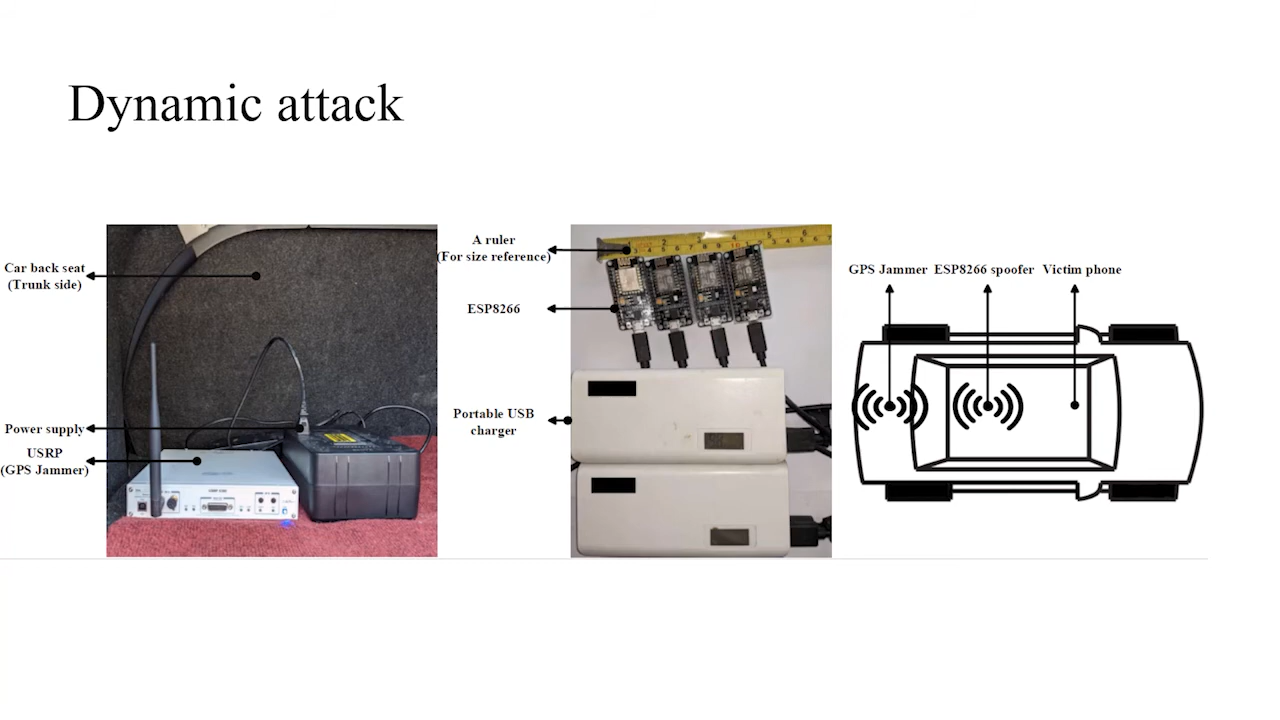 Dynamic attack
Car back seat
(Trunk side)
Power supply
USRP
(GPS Jammer)
A ruler
(For size reference)
ESP8266
Portable USB
charger
GPS Jammer
ESP8266 spoofer
Victim phone